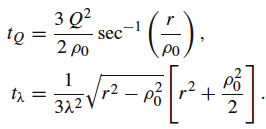 t_Q = \frac{3 Q^2}{2 \rho_0} \sec^{-1} \left( \frac{r}{\rho_0} \right),
t_\lambda = \frac{1}{3\lambda^2} \sqrt{r^2 - \rho_0^2} \left[ r^2 + \frac{\rho_0^2}{2} \right].